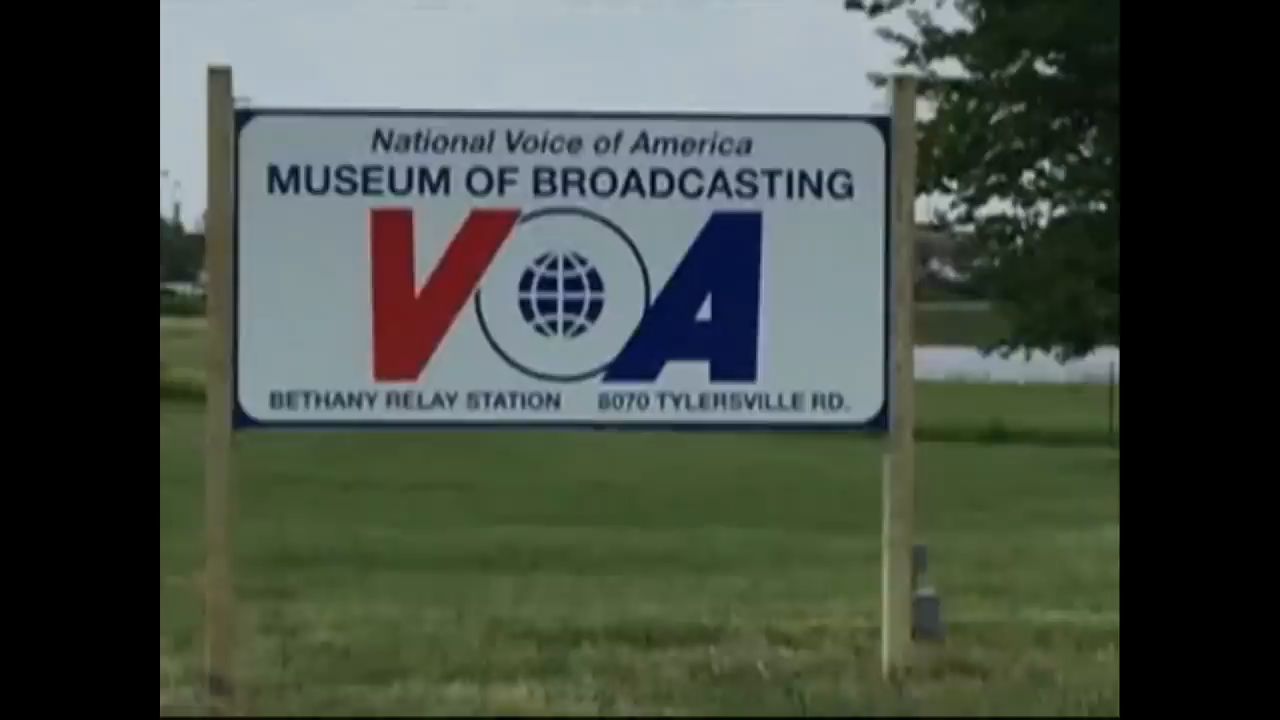 National Voice of America
MUSEUM OF BROADCASTING
VOA
BETHANY RELAY STATION 8070 TYLERSVILLE RD.